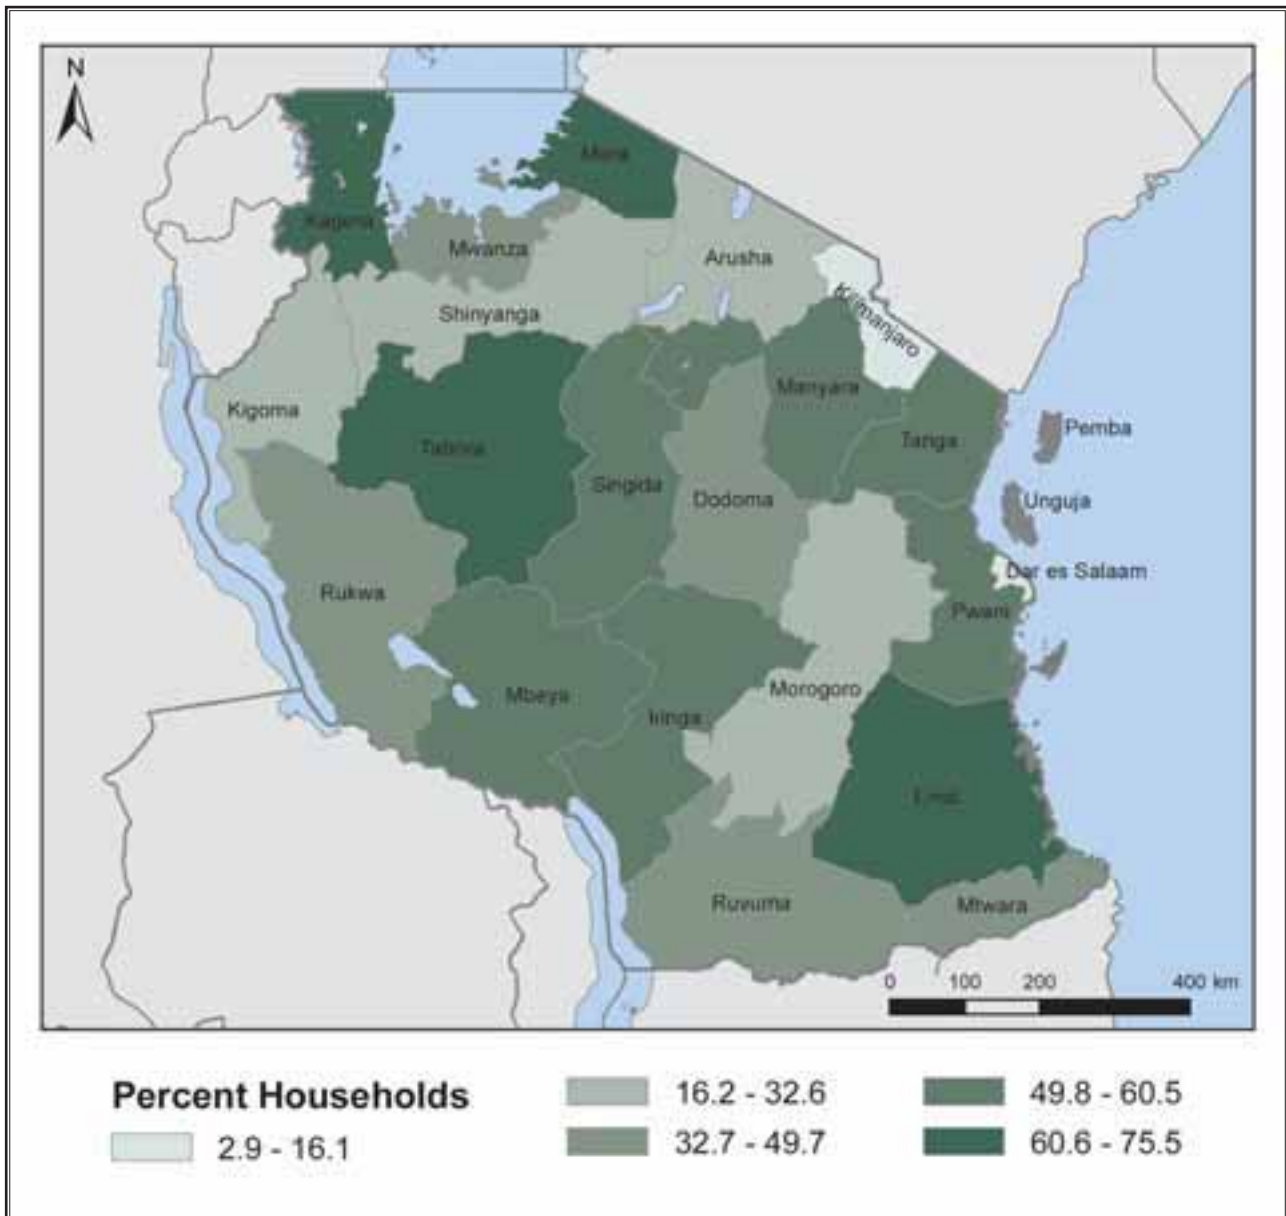 N
Mara
Kagera
Mwanza
Arusha
Shinyanga
Kilimanjaro
Kigoma
Manyara
Pemba
Tabora
Tanga
Singida
Dodoma
Unguja
Dar es Salaam
Rukwa
Pwani
Mbeya
Morogoro
Iringa
Lindi
Ruvuma
Mtwara
0 100 200 400 km
Percent Households
2.9 - 16.1
16.2 - 32.6
32.7 - 49.7
49.8 - 60.5
60.6 - 75.5